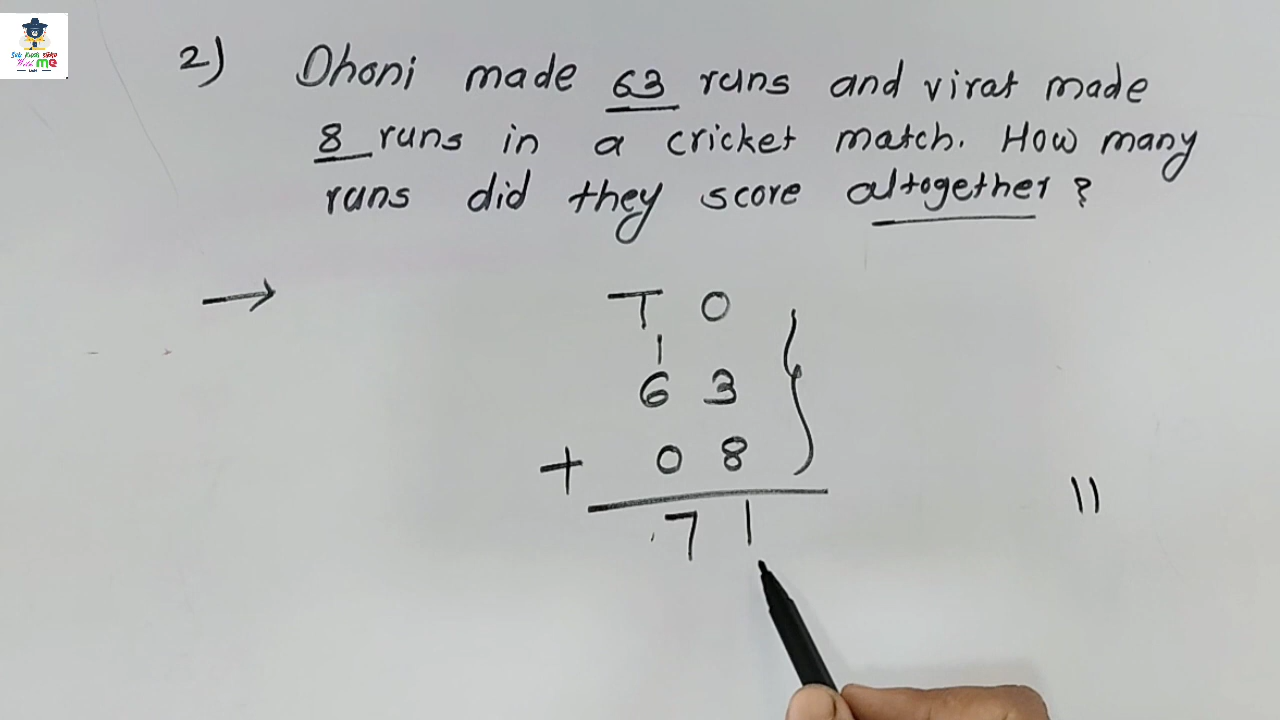 2) Dhoni made 63 runs and virat made
8 runs in a cricket match. How many
runs did they score altogether ?
→ T O
1
6 3
+ 0 8
7 1
11
me